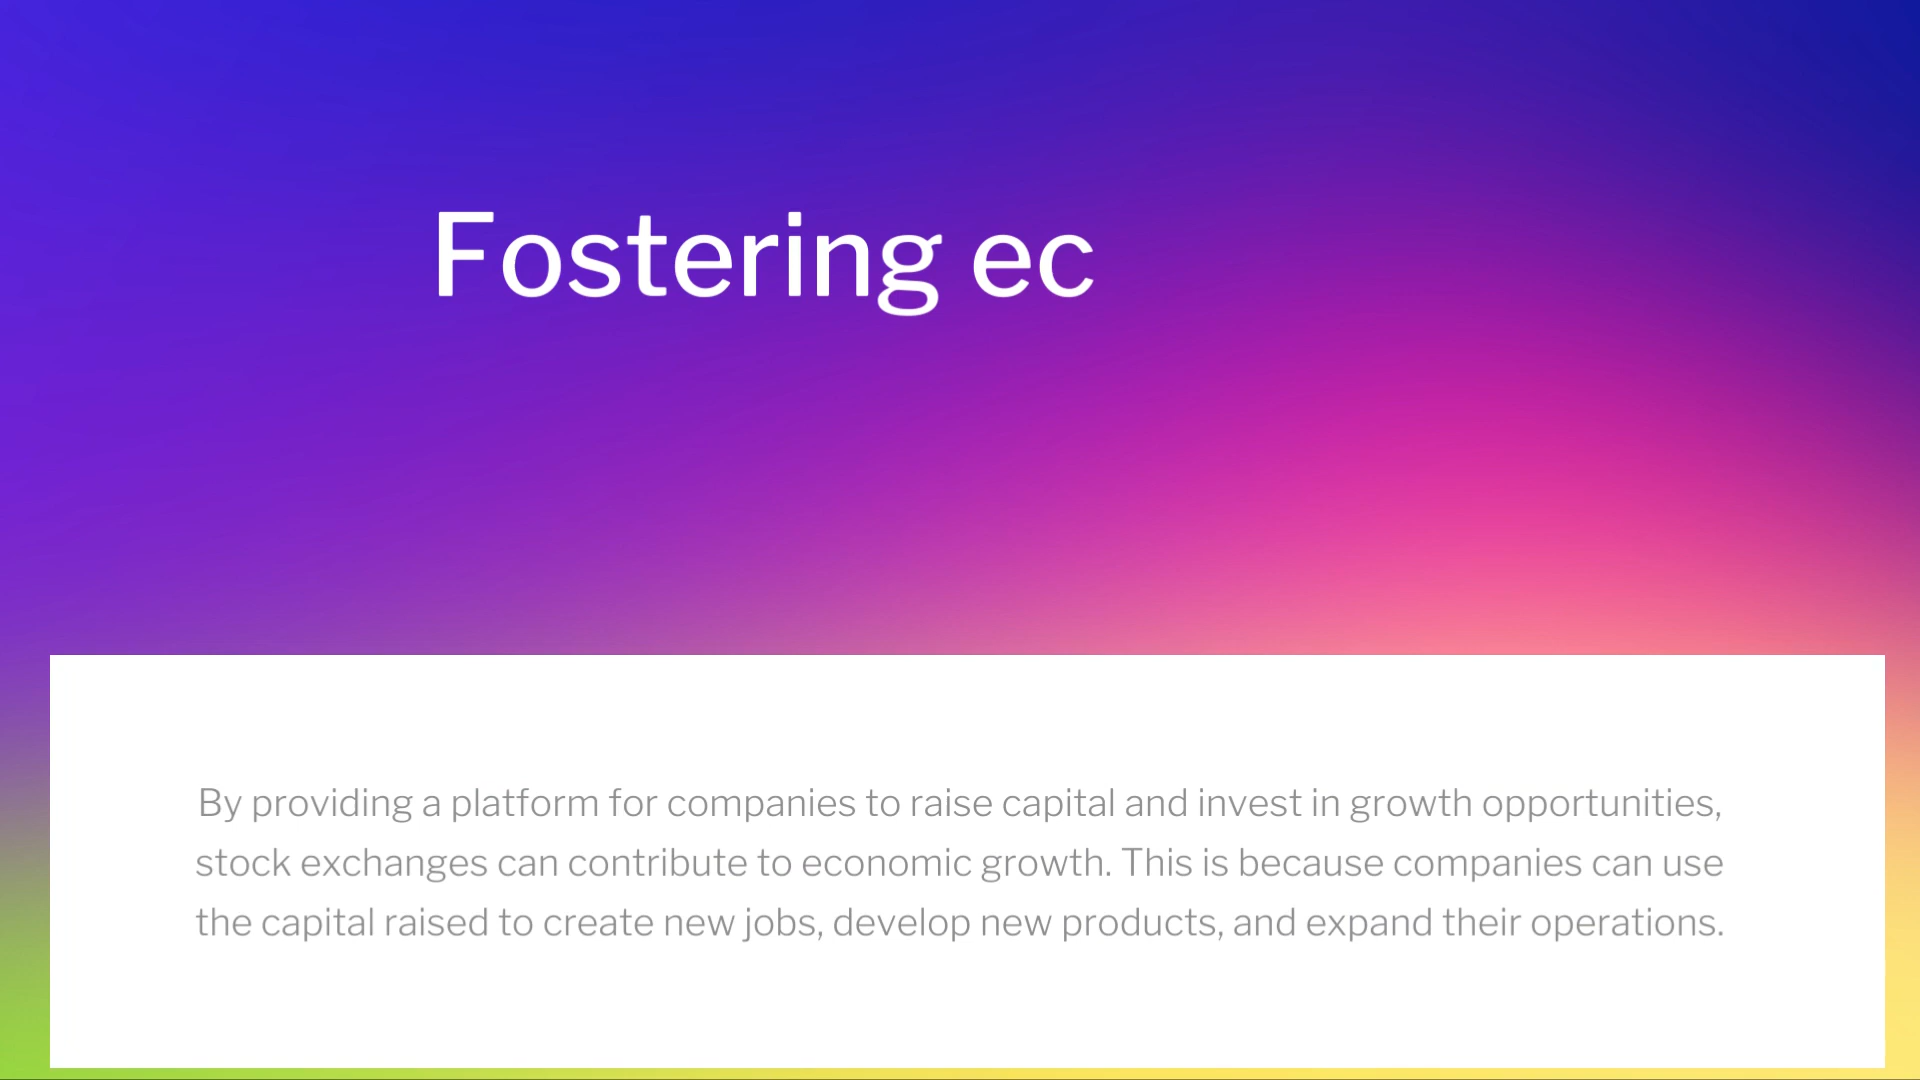 Fostering ec
By providing a platform for companies to raise capital and invest in growth opportunities,
stock exchanges can contribute to economic growth. This is because companies can use
the capital raised to create new jobs, develop new products, and expand their operations.